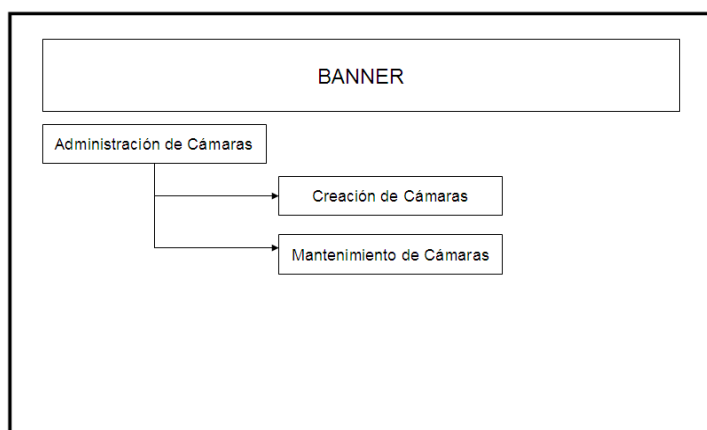 BANNER
Administración de Cámaras
Creación de Cámaras
Mantenimiento de Cámaras